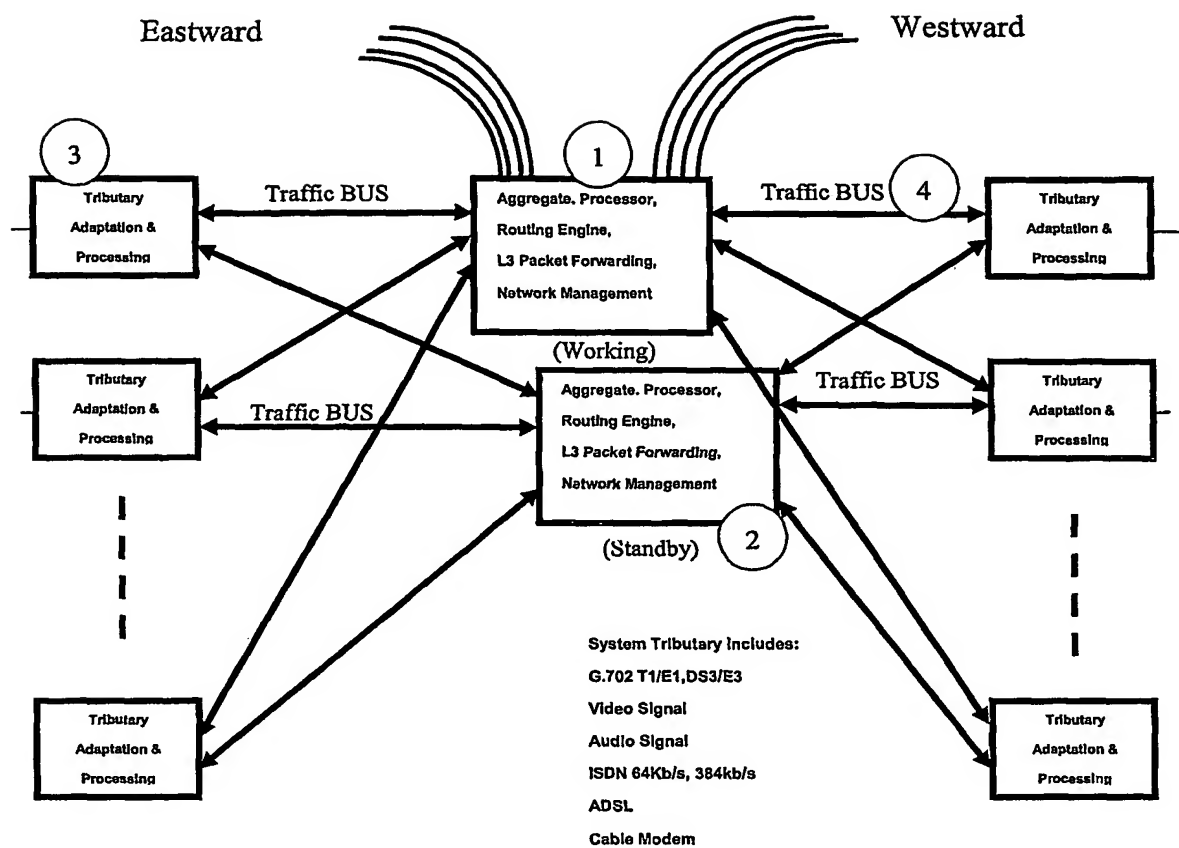 Eastward
Westward
3
Tributary
Adaptation &
Processing
Traffic BUS
1
Aggregate. Processor,
Routing Engine,
L3 Packet Forwarding,
Network Management
(Working)
Traffic BUS
4
Tributary
Adaptation &
Processing
Tributary
Adaptation &
Processing
Traffic BUS
Aggregate. Processor,
Routing Engine,
L3 Packet Forwarding,
Network Management
(Standby)
2
Traffic BUS
Tributary
Adaptation &
Processing
Tributary
Adaptation &
Processing
System Tributary Includes:
G.702 T1/E1,DS3/E3
Video Signal
Audio Signal
ISDN 64Kb/s, 384kb/s
ADSL
Cable Modem
Tributary
Adaptation &
Processing